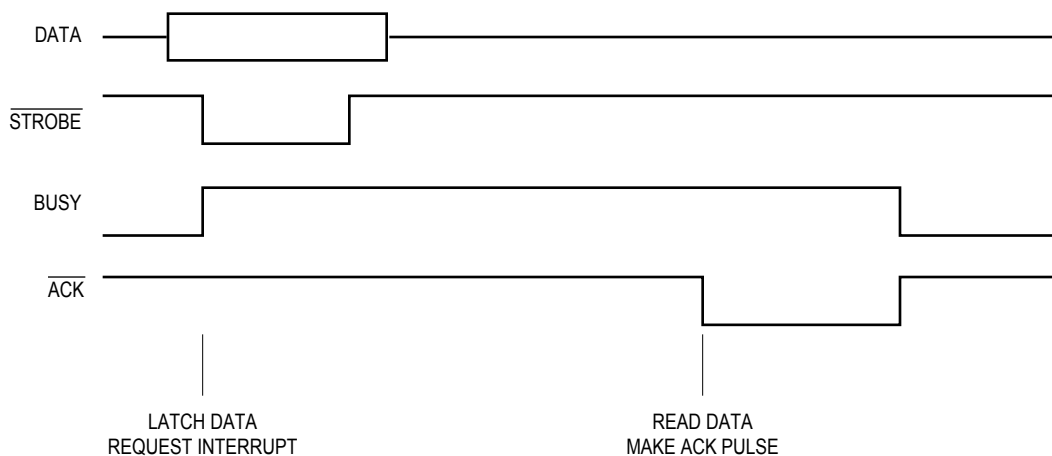 DATA
STROBE
BUSY
ACK
LATCH DATA
REQUEST INTERRUPT
READ DATA
MAKE ACK PULSE